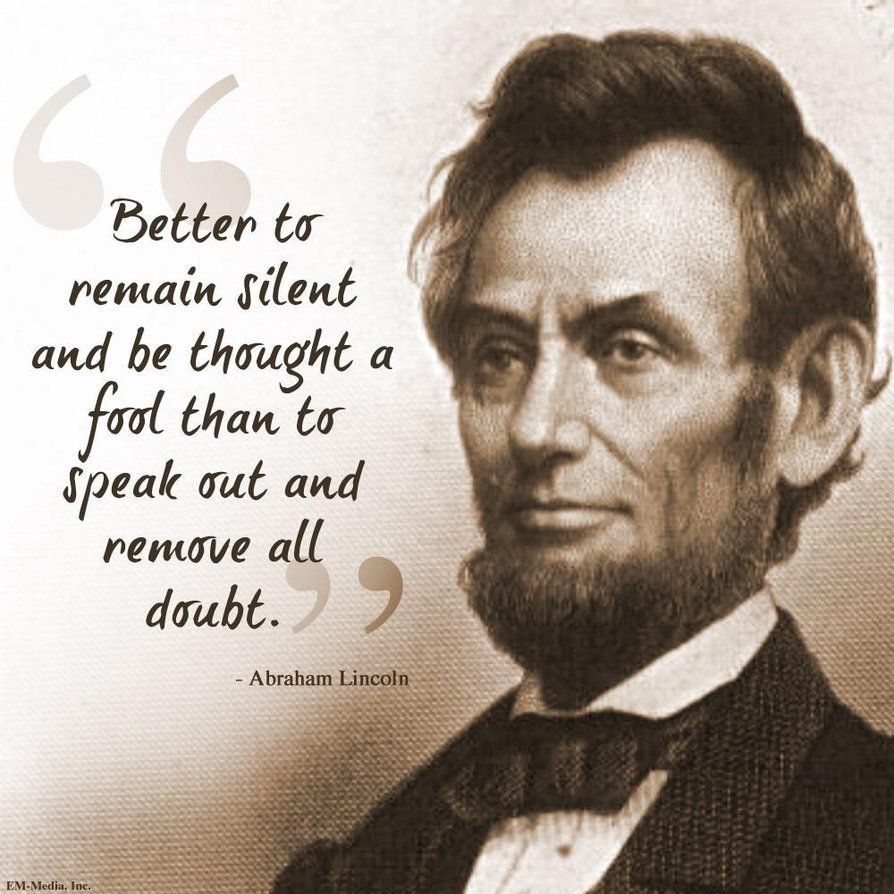 “
Better to
remain silent
and be thought a
fool than to
speak out and
remove all
doubt.
”
- Abraham Lincoln
EM-Media, Inc.